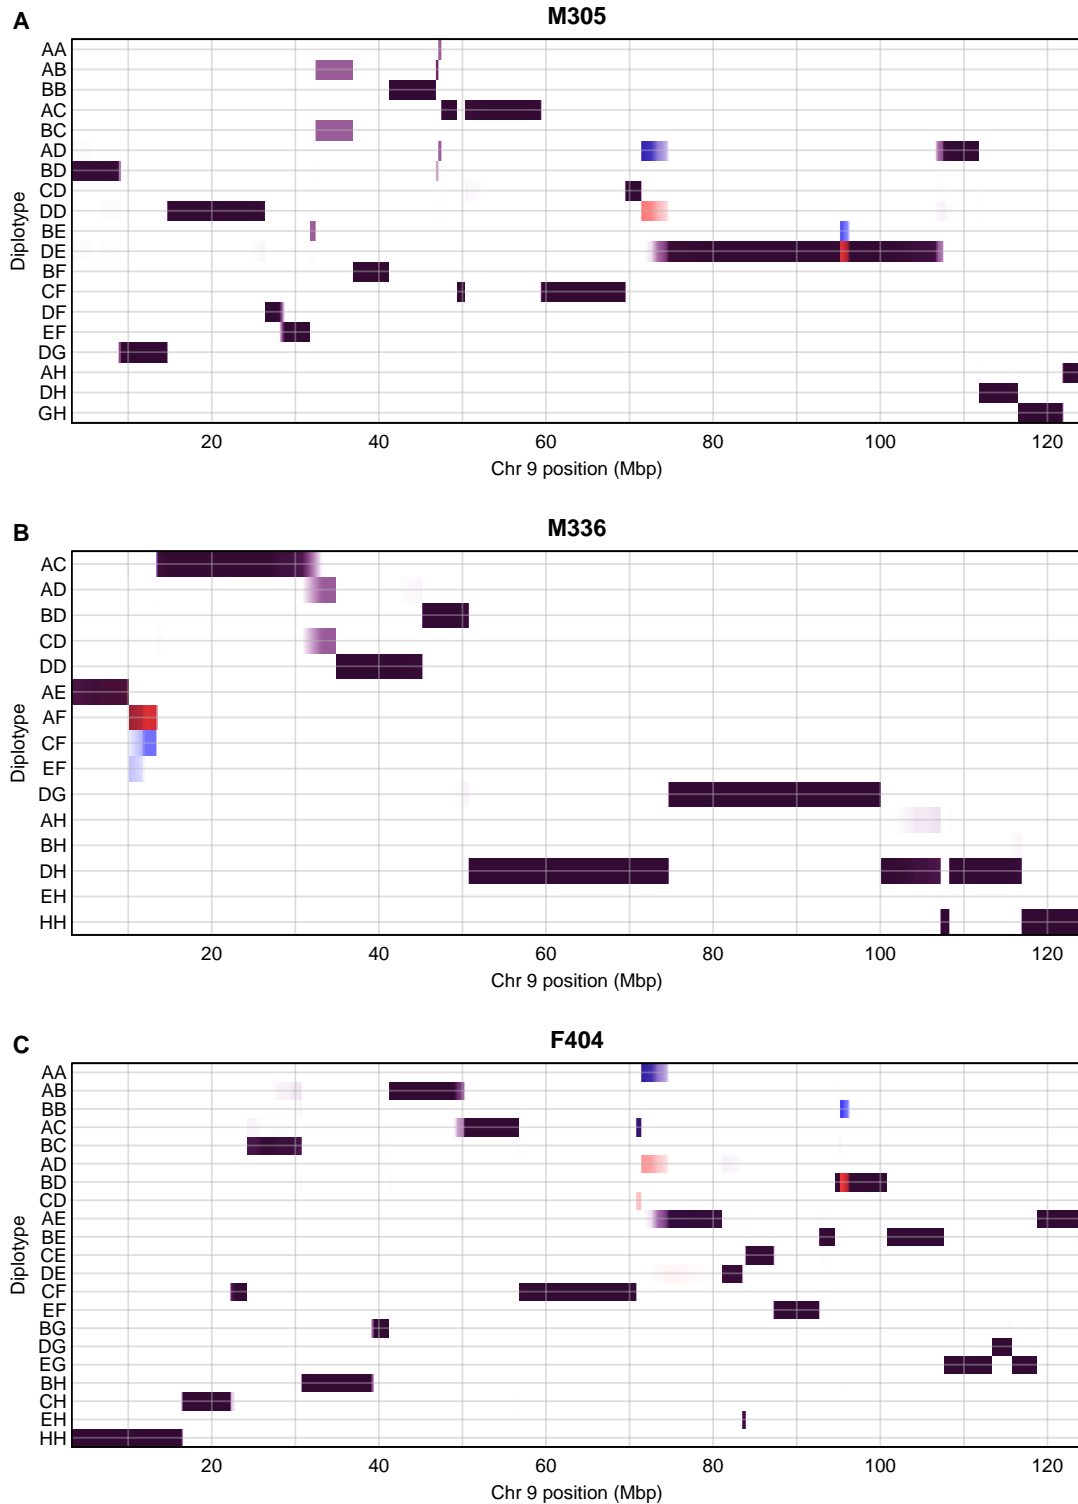 A
M305
AA
AB
BB
AC
BC
AD
BD
CD
DD
BE
DE
BF
CF
DF
EF
DG
AH
DH
GH
Diplotype
20 40 60 80 100 120
Chr 9 position (Mbp)
B
M336
AC
AD
BD
CD
DD
AE
AF
CF
EF
DG
AH
BH
DH
EH
HH
Diplotype
20 40 60 80 100 120
Chr 9 position (Mbp)
C
F404
AA
AB
BB
AC
BC
AD
BD
CD
AE
BE
CE
DE
CF
EF
BG
DG
EG
BH
CH
EH
HH
Diplotype
20 40 60 80 100 120
Chr 9 position (Mbp)